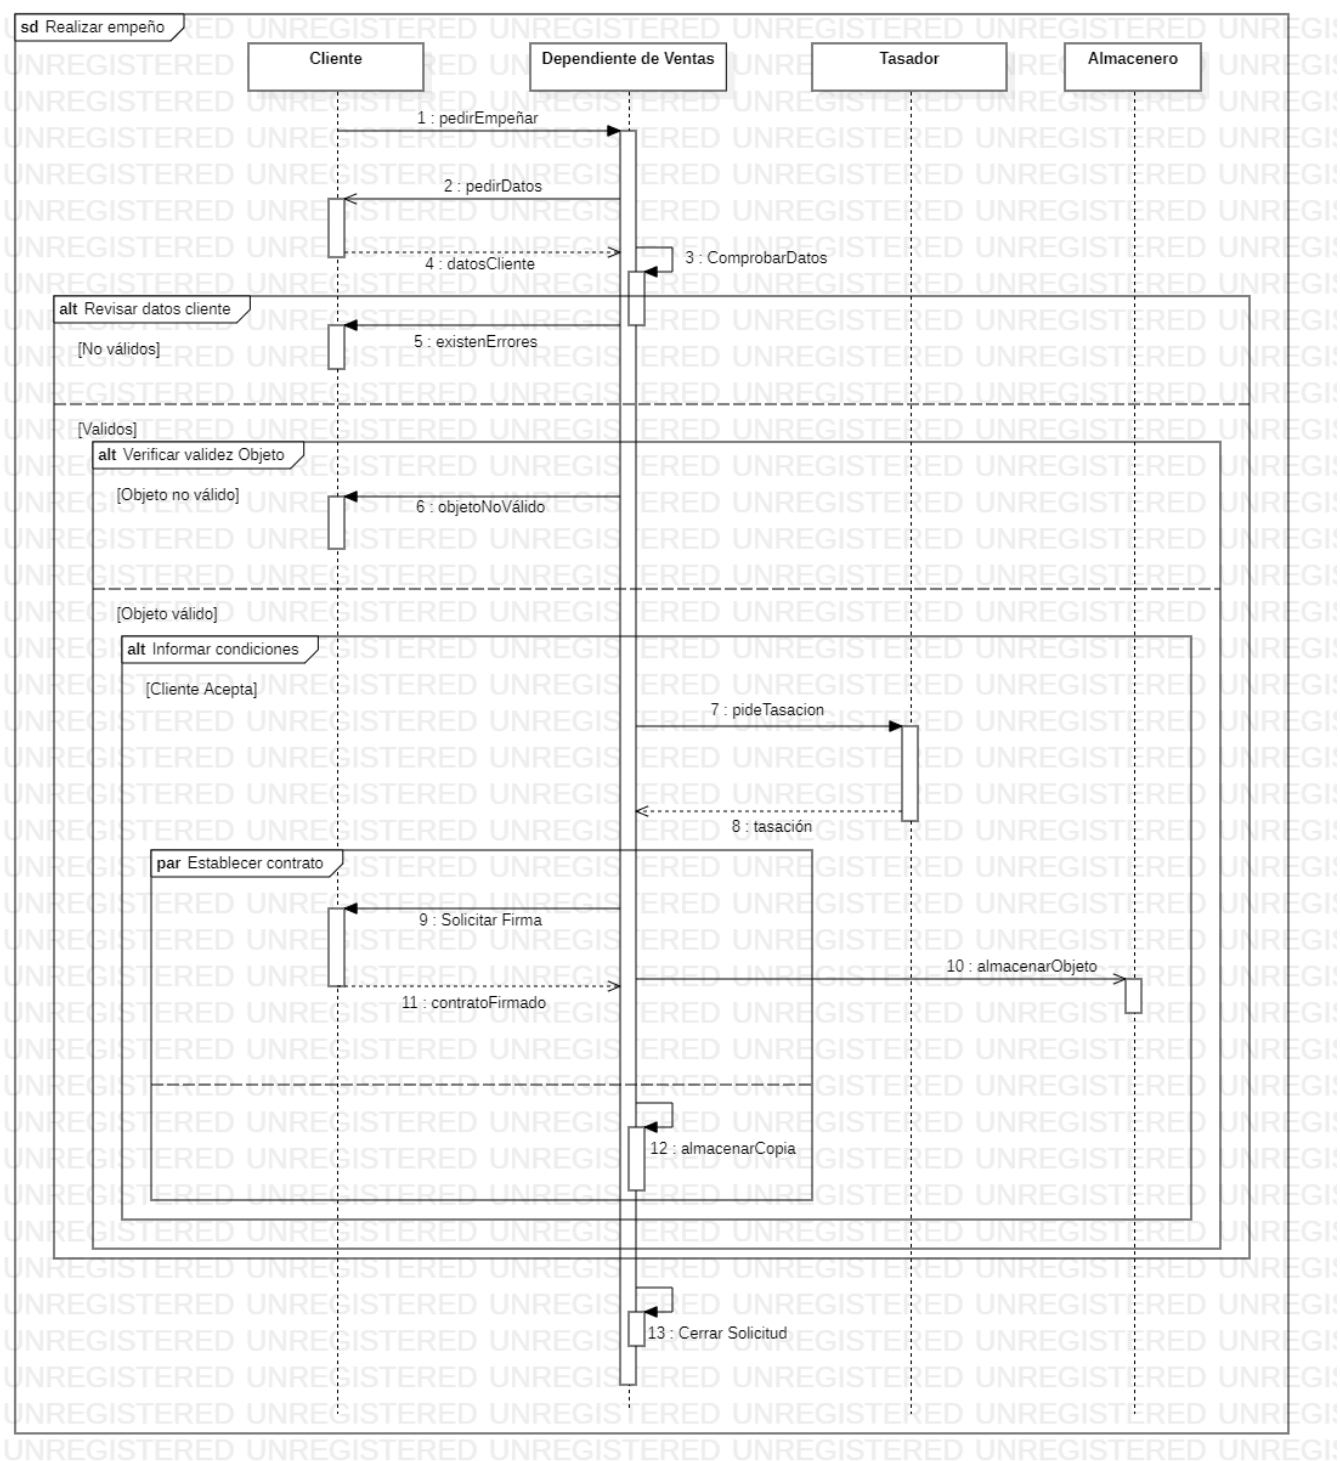 sd Realizar empeño
Cliente
Dependiente de Ventas
Tasador
Almacenero
1 : pedirEmpeñar
2 : pedirDatos
3 : ComprobarDatos
4 : datosCliente
alt Revisar datos cliente
5 : existenErrores
[No válidos]
[Validos]
alt Verificar validez Objeto
[Objeto no válido]
6 : objetoNoVálido
[Objeto válido]
alt Informar condiciones
[Cliente Acepta]
7 : pideTasacion
8 : tasación
par Establecer contrato
9 : Solicitar Firma
10 : almacenarObjeto
11 : contratoFirmado
12 : almacenarCopia
13 : Cerrar Solicitud
UNREGISTERED